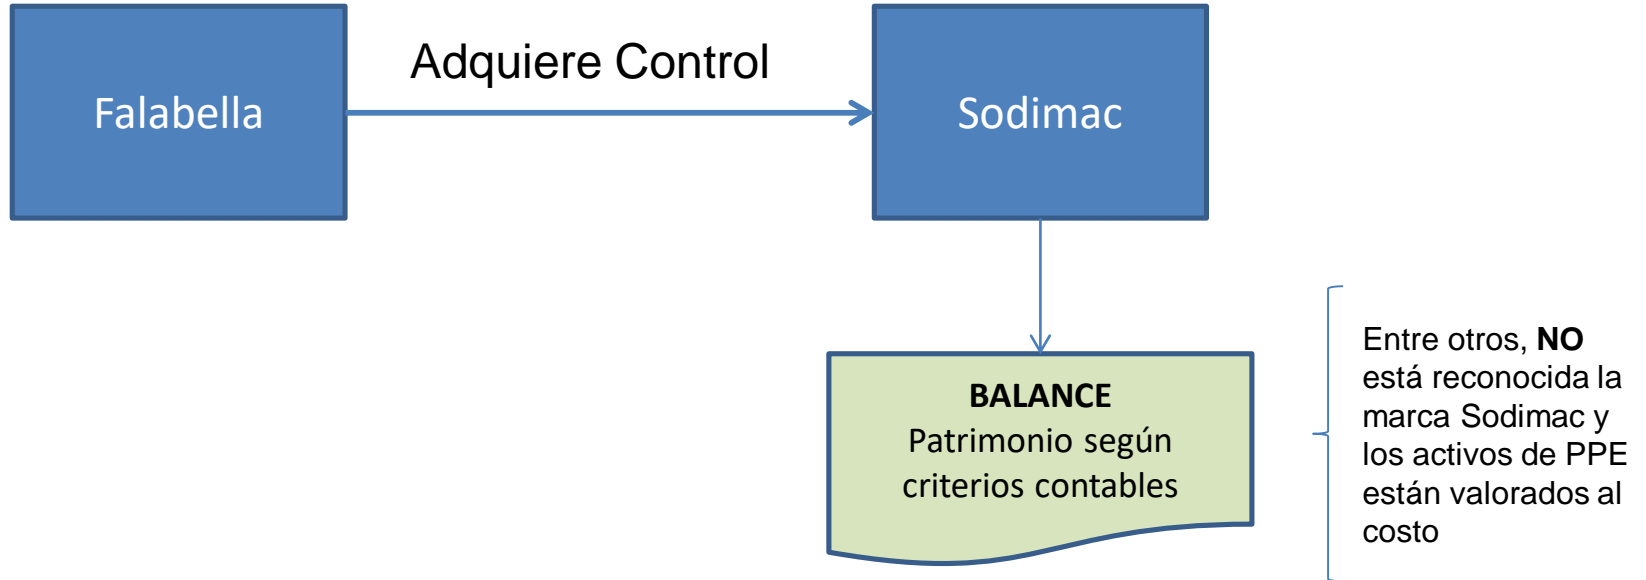 Adquiere Control
Falabella
Sodimac
BALANCE
Patrimonio según
criterios contables
Entre otros, NO
está reconocida la
marca Sodimac y
los activos de PPE
están valorados al
costo